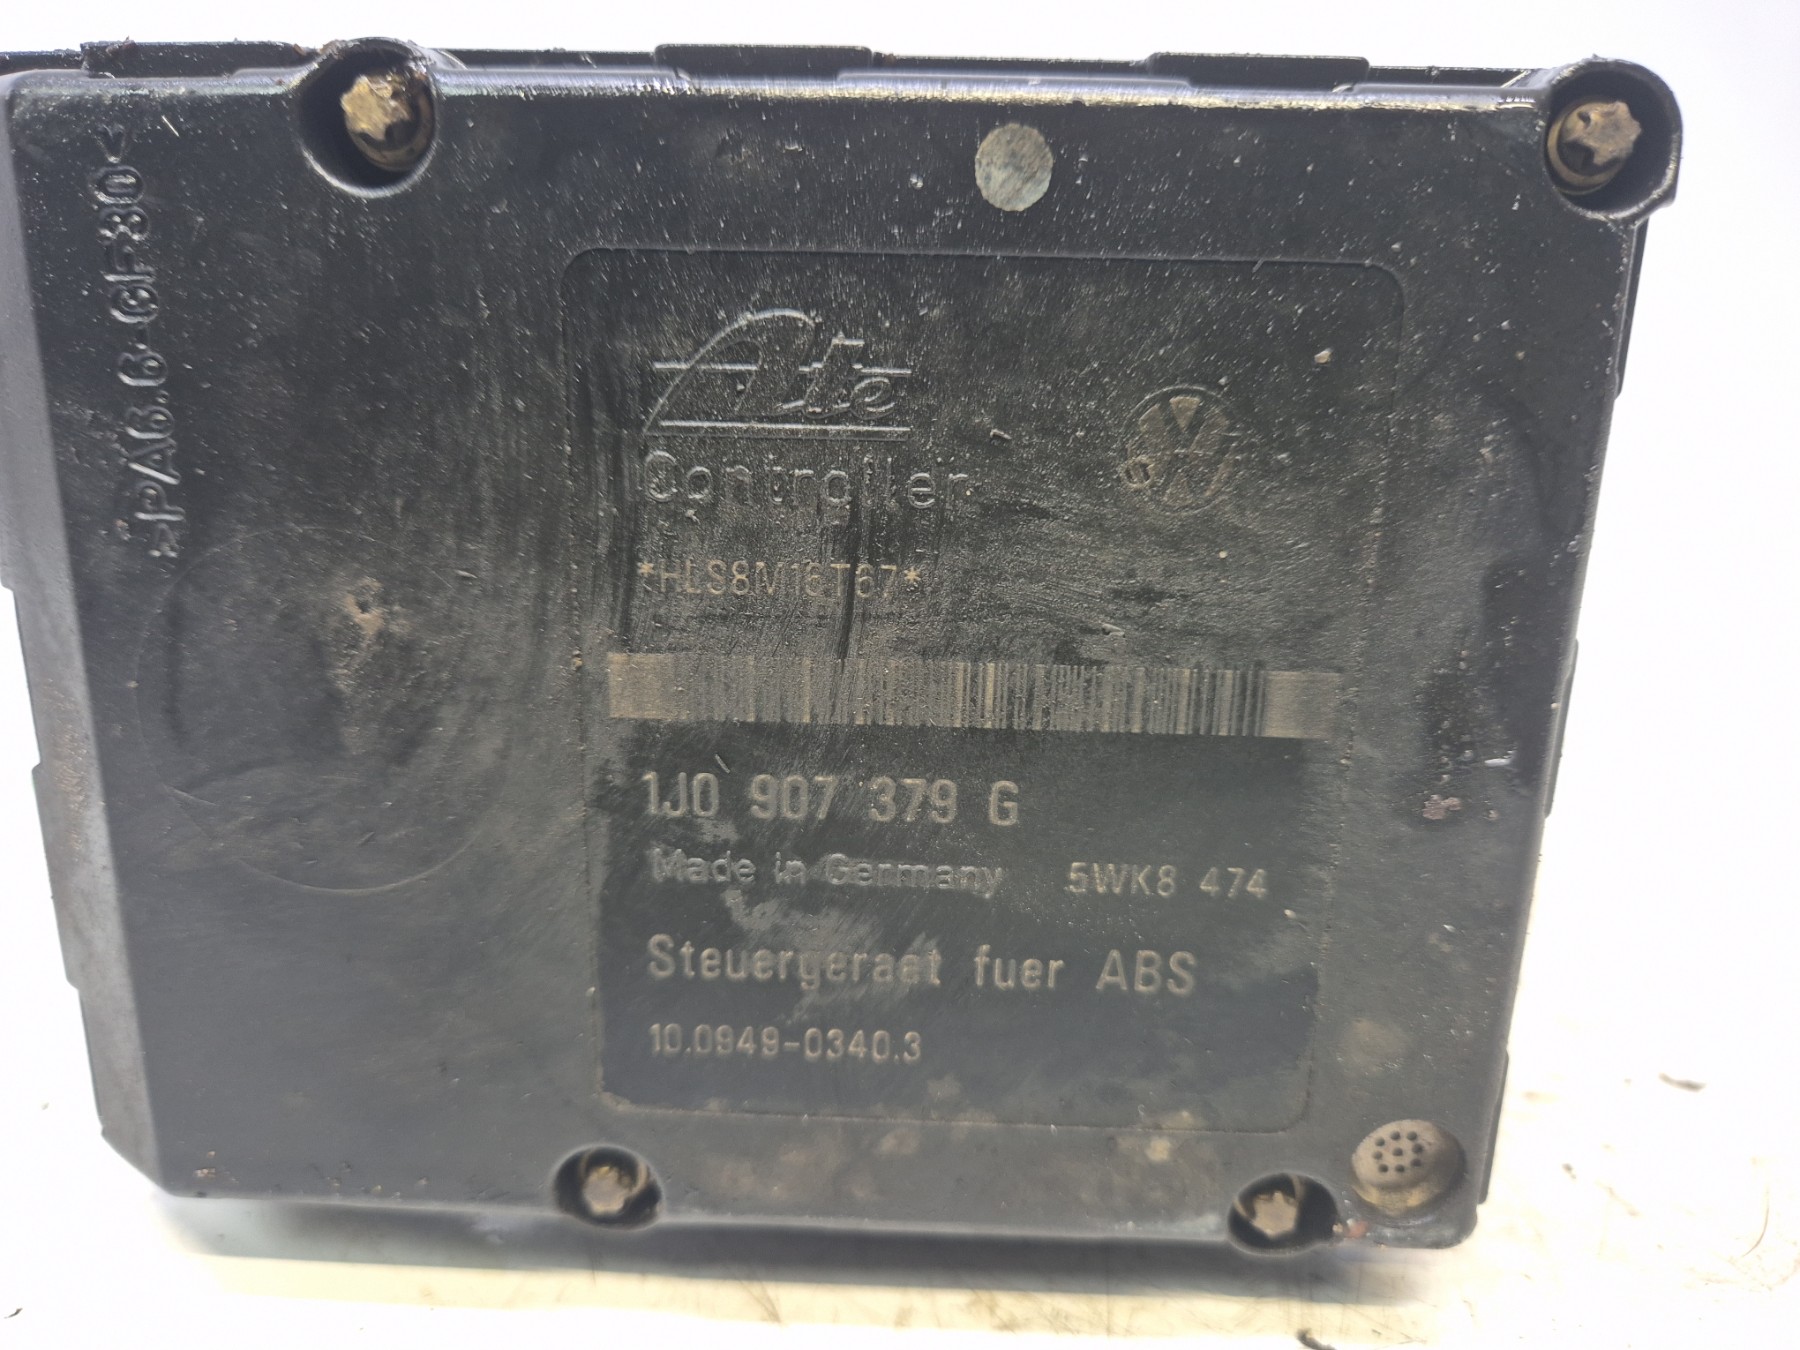 >PA6.6-GF30<
Ate
Controller
*HLS8M16T67*
1J0 907 379 G
Made in Germany 5WK8 474
Steuergeraet fuer ABS
10.0949-0340.3